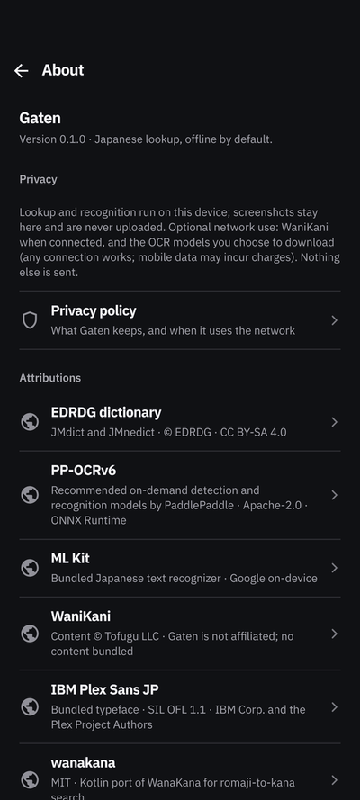 About
Gaten
Version 0.1.0 · Japanese lookup, offline by default.
Privacy
Lookup and recognition run on this device; screenshots stay
here and are never uploaded. Optional network use: WaniKani
when connected, and the OCR models you choose to download
(any connection works; mobile data may incur charges). Nothing
else is sent.
Privacy policy
What Gaten keeps, and when it uses the network
Attributions
EDRDG dictionary
JMdict and JMnedict · © EDRDG · CC BY-SA 4.0
PP-OCRv6
Recommended on-demand detection and
recognition models by PaddlePaddle · Apache-2.0 ·
ONNX Runtime
ML Kit
Bundled Japanese text recognizer · Google on-device
WaniKani
Content © Tofugu LLC · Gaten is not affiliated; no
content bundled
IBM Plex Sans JP
Bundled typeface · SIL OFL 1.1 · IBM Corp. and the
Plex Project Authors
wanakana
MIT · Kotlin port of WanaKana for romaji-to-kana
search